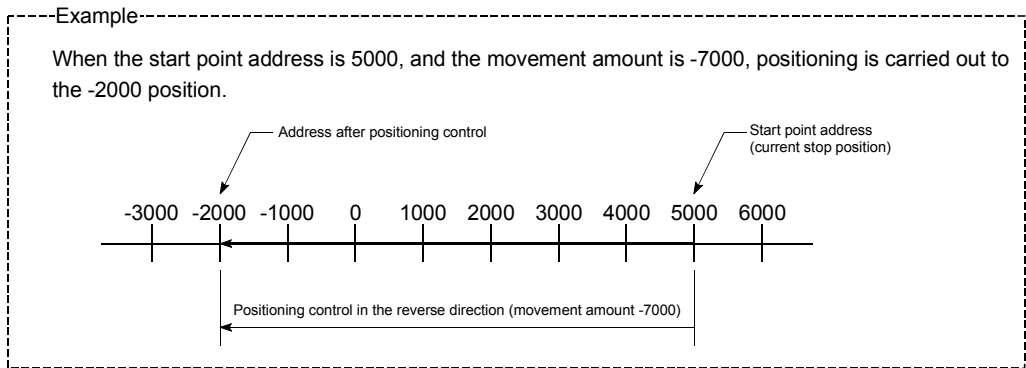 Example
When the start point address is 5000, and the movement amount is -7000, positioning is carried out to
the -2000 position.
Address after positioning control
Start point address
(current stop position)
-3000 -2000 -1000 0 1000 2000 3000 4000 5000 6000
Positioning control in the reverse direction (movement amount -7000)